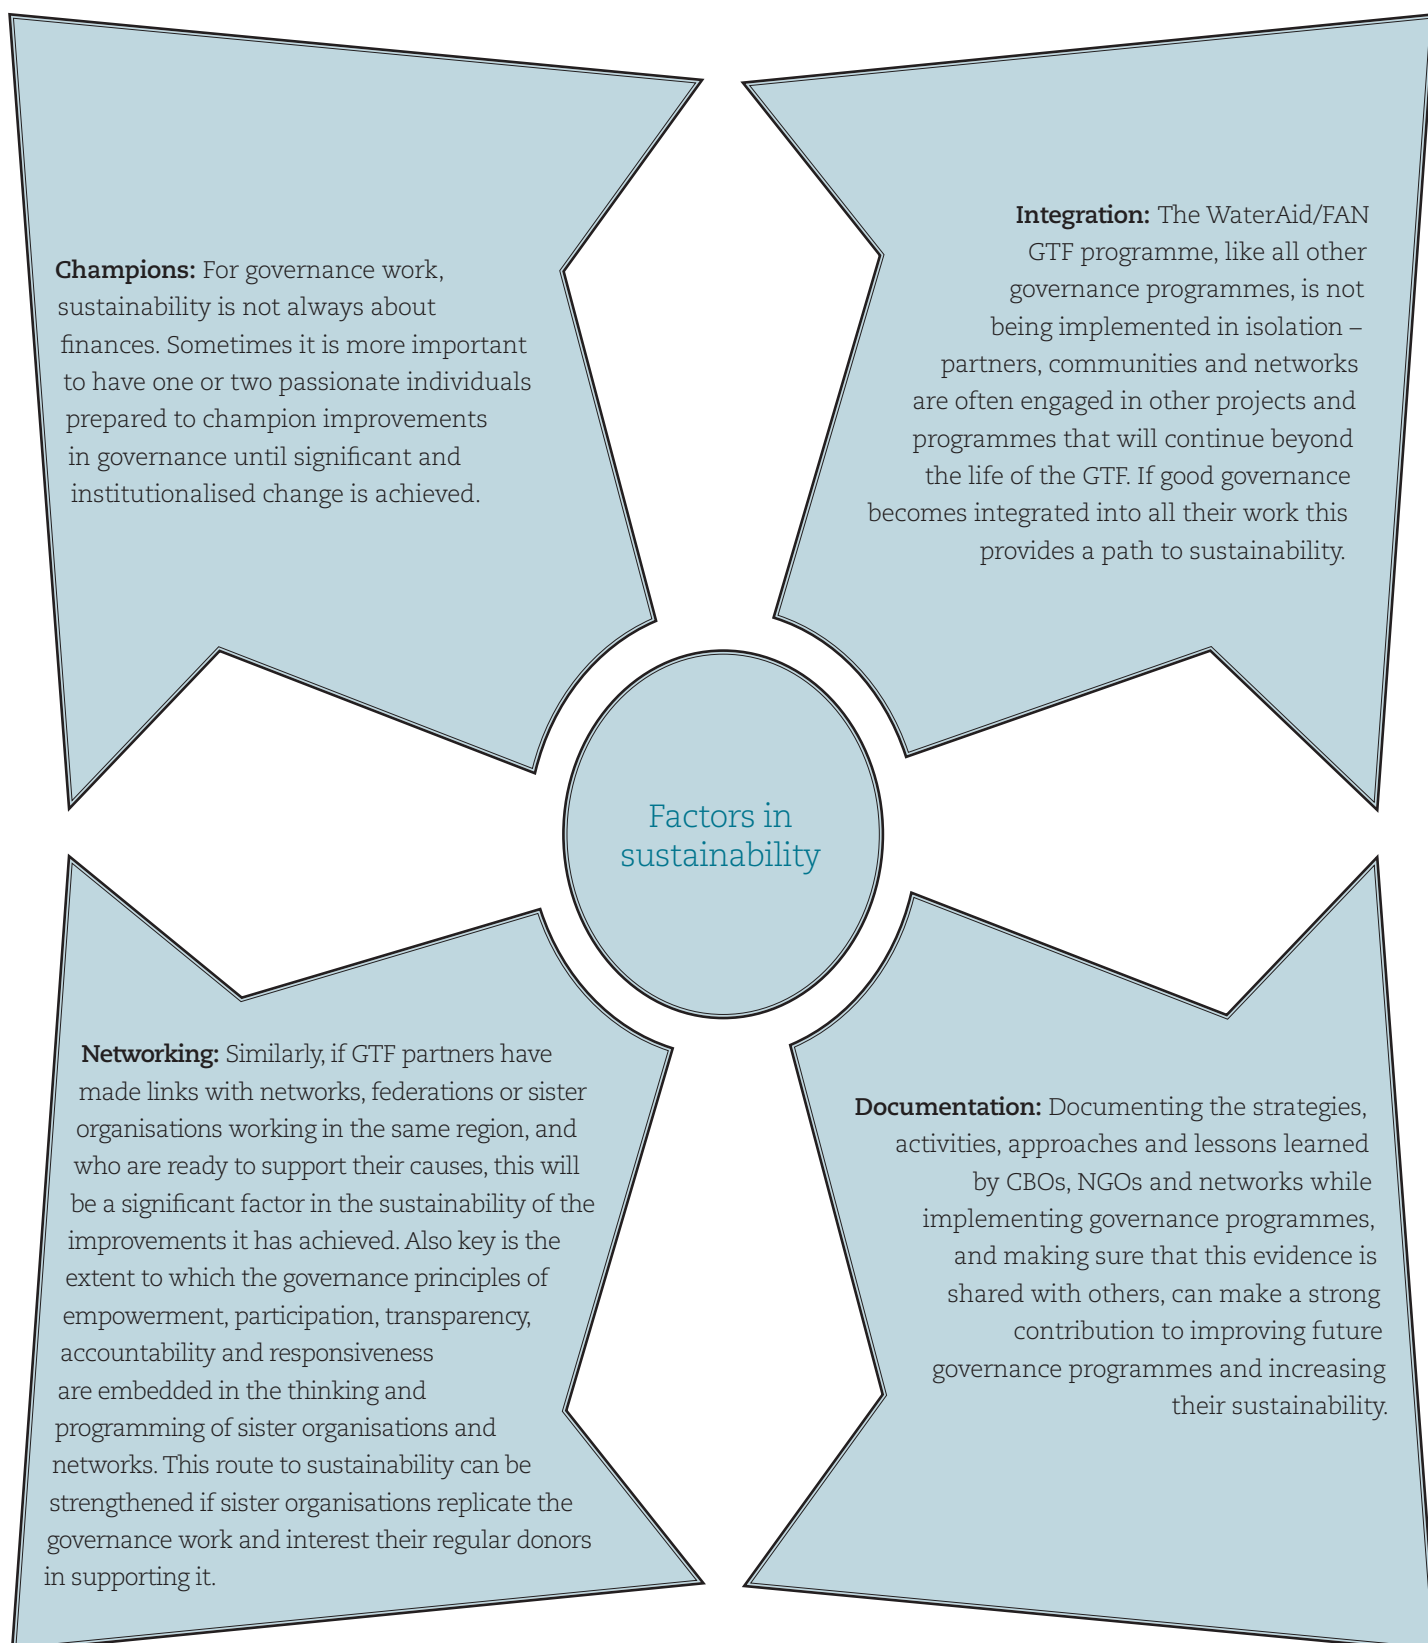 Champions: For governance work,
sustainability is not always about
finances. Sometimes it is more important
to have one or two passionate individuals
prepared to champion improvements
in governance until significant and
institutionalised change is achieved.
Integration: The WaterAid/FAN
GTF programme, like all other
governance programmes, is not
being implemented in isolation –
partners, communities and networks
are often engaged in other projects and
programmes that will continue beyond
the life of the GTF. If good governance
becomes integrated into all their work this
provides a path to sustainability.
Factors in
sustainability
Networking: Similarly, if GTF partners have
made links with networks, federations or sister
organisations working in the same region, and
who are ready to support their causes, this will
be a significant factor in the sustainability of the
improvements it has achieved. Also key is the
extent to which the governance principles of
empowerment, participation, transparency,
accountability and responsiveness
are embedded in the thinking and
programming of sister organisations and
networks. This route to sustainability can be
strengthened if sister organisations replicate the
governance work and interest their regular donors
in supporting it.
Documentation: Documenting the strategies,
activities, approaches and lessons learned
by CBOs, NGOs and networks while
implementing governance programmes,
and making sure that this evidence is
shared with others, can make a strong
contribution to improving future
governance programmes and increasing
their sustainability.